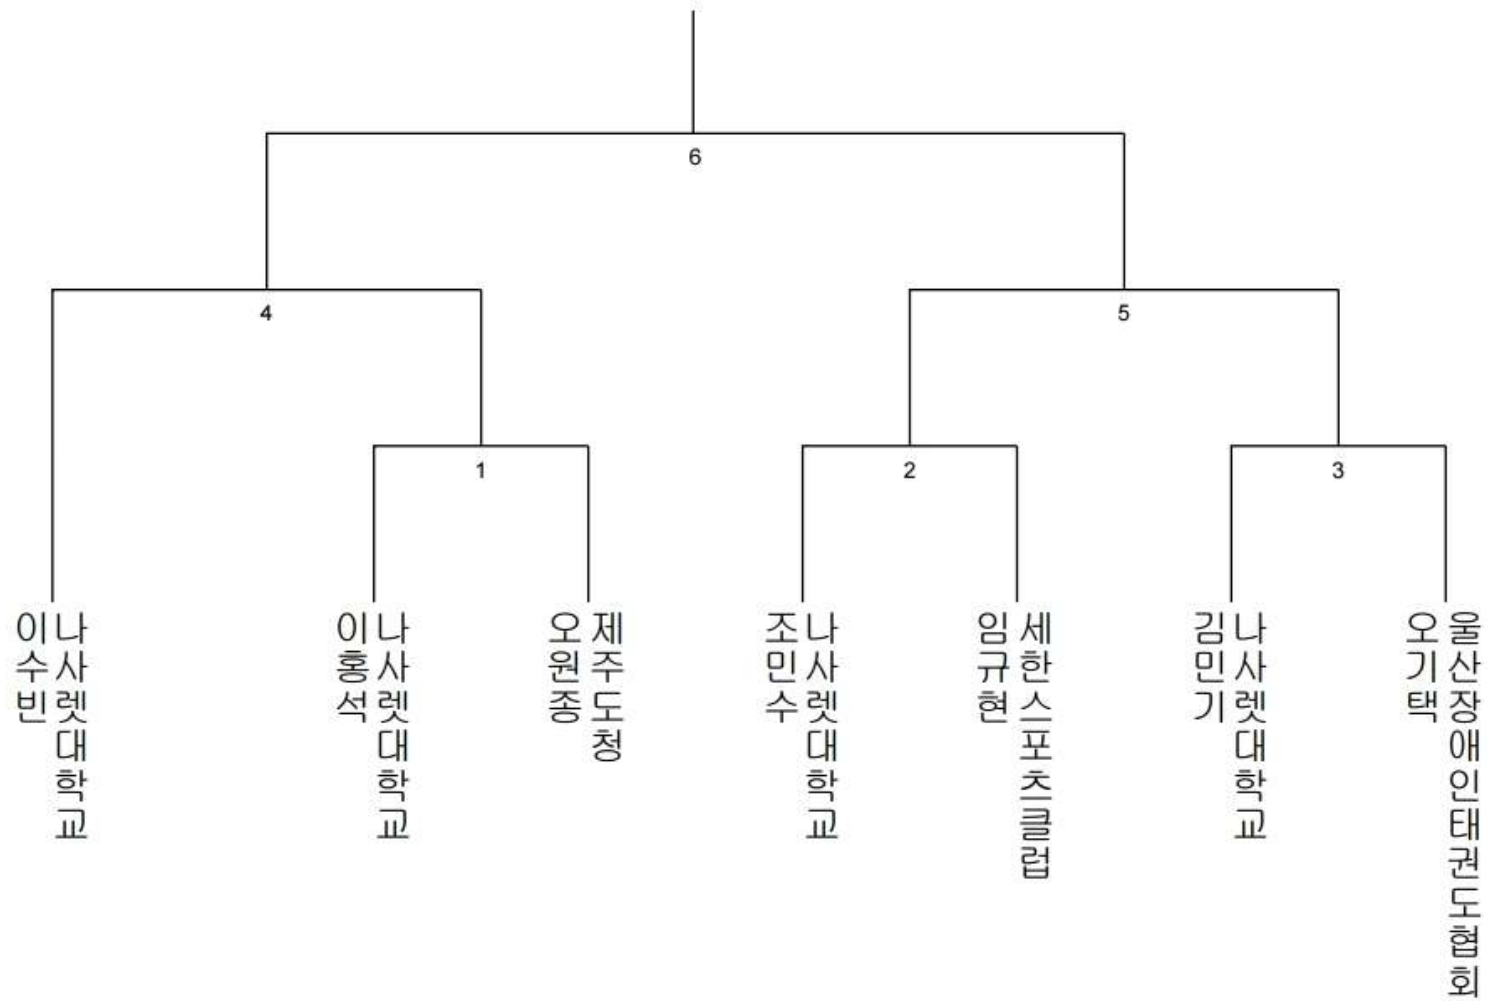 6
4
5
1
2
3
이수빈
나사렛대학교
이홍석
나사렛대학교
오원종
제주도청
조민수
나사렛대학교
임규현
세한스포츠클럽
김민기
나사렛대학교
오기택
울산장애인태권도협회